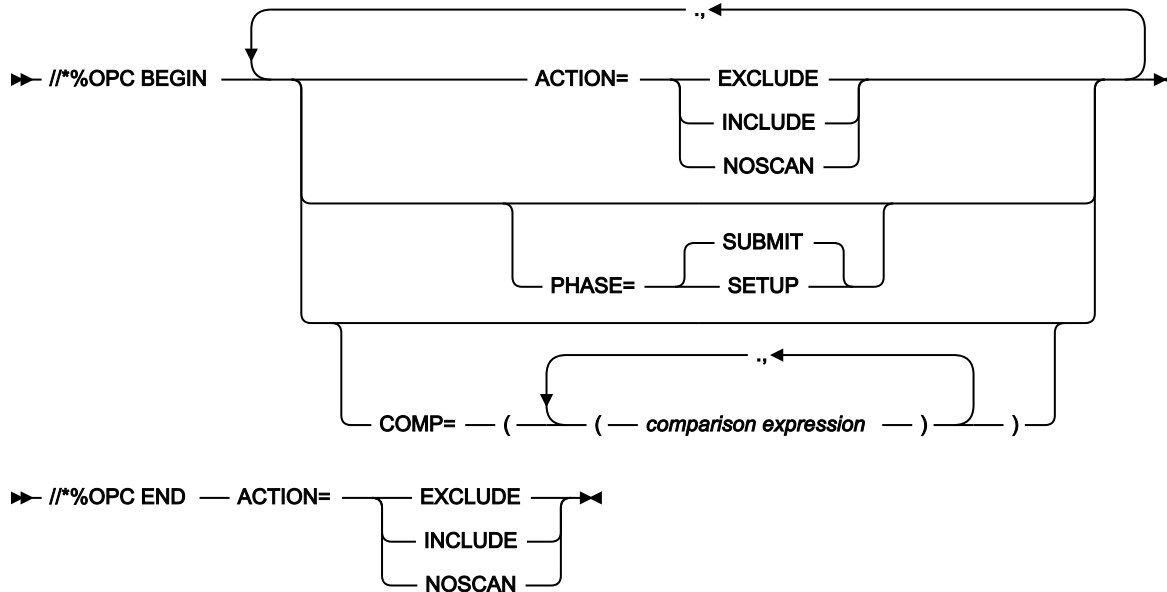 .,
//*%OPC BEGIN ACTION= EXCLUDE
INCLUDE
NOSCAN
SUBMIT
PHASE= SETUP
.,
COMP= ( ( comparison expression ) )
//*%OPC END ACTION= EXCLUDE
INCLUDE
NOSCAN